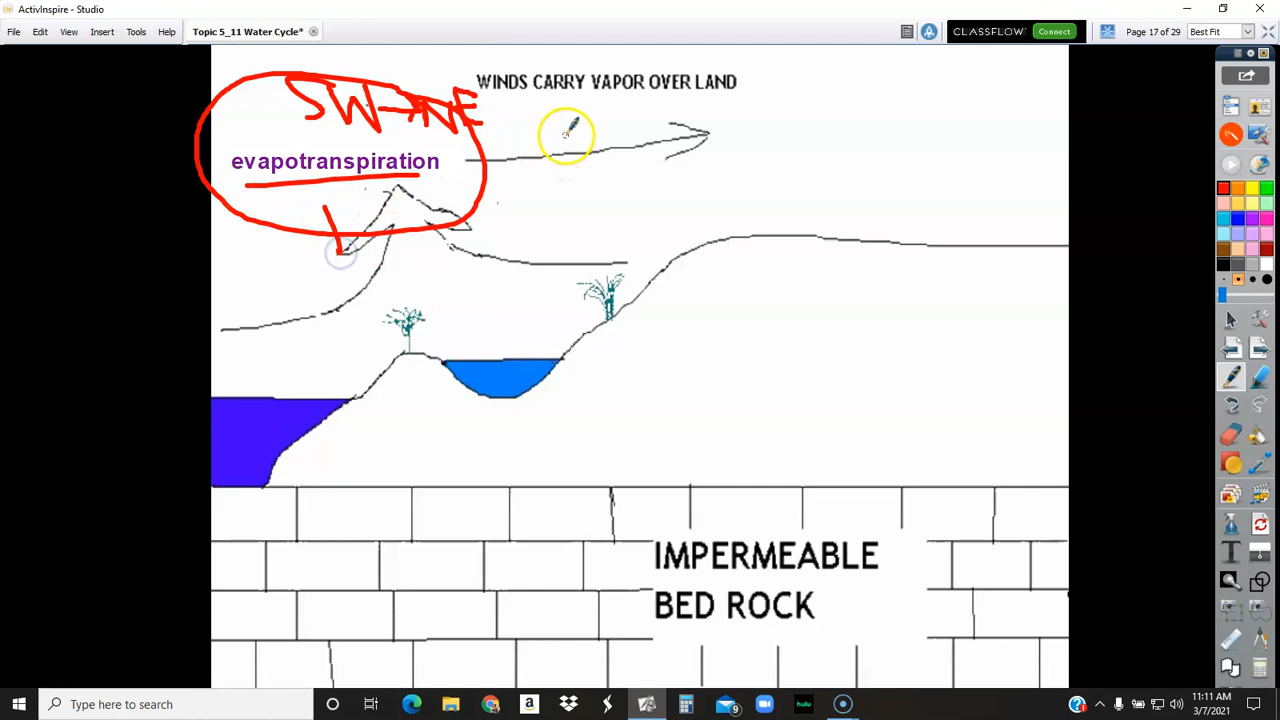 ActivInspire - Studio
File Edit View Insert Tools Help
Topic 5_11 Water Cycle*
CLASSFLOW Connect
Page 17 of 29
Best Fit
WINDS CARRY VAPOR OVER LAND
SW→NE
evapotranspiration
IMPERMEABLE
BED ROCK
Type here to search
a
9
hulu
11:11 AM
3/7/2021